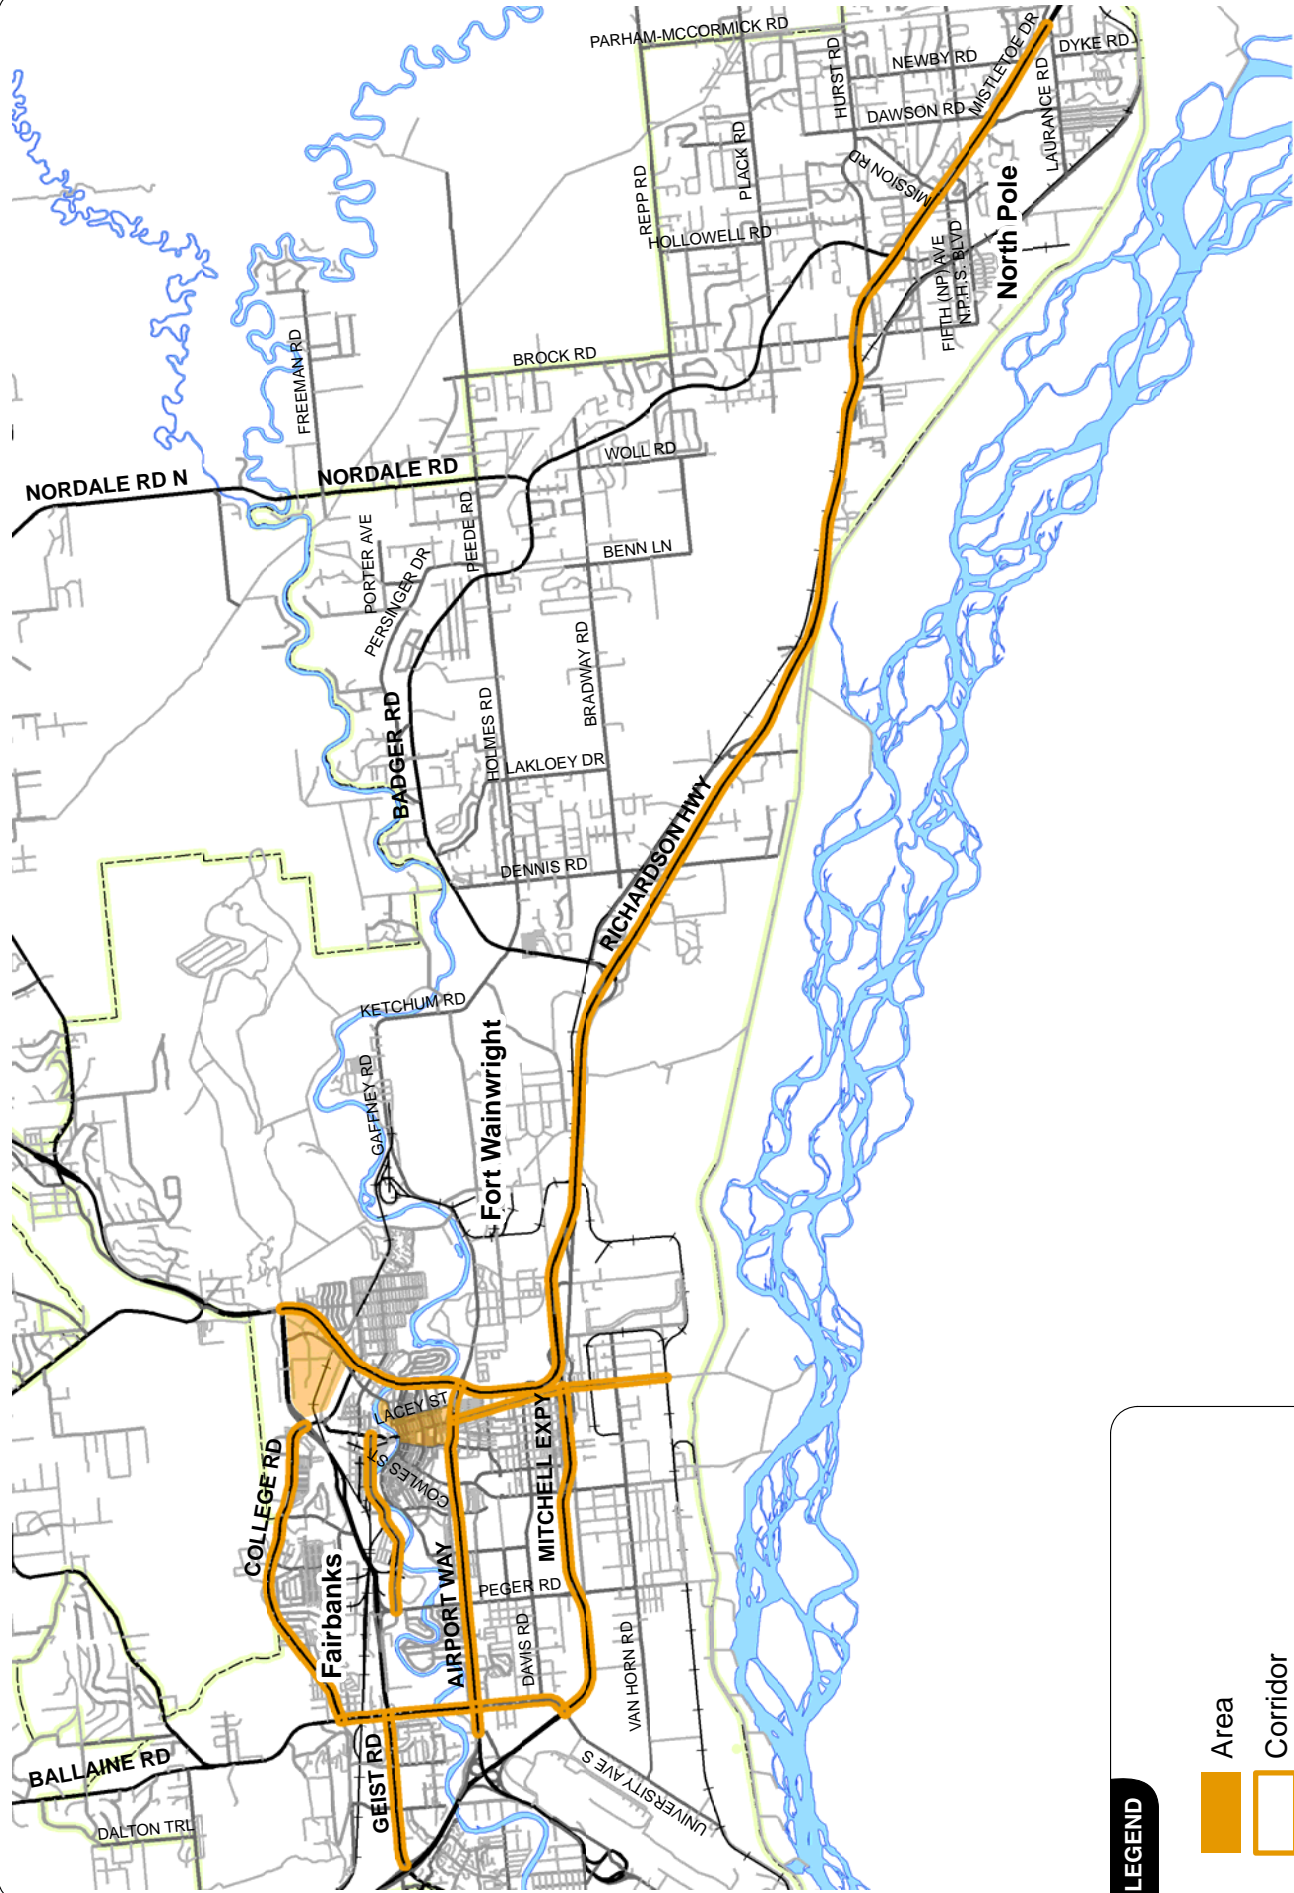 PARHAM-MCCORMICK RD
HURST RD
NEWBY RD
MISTLETOE DR
DYKE RD
DAWSON RD
LAURANCE RD
PLACK RD
MISSION RD
REPP RD
HOLLOWELL RD
North Pole
FIFTH (NP) AVE
N.P.H.S. BLVD
FREEMAN RD
BROCK RD
NORDALE RD N
NORDALE RD
WOLL RD
PEEDE RD
PORTER AVE
PERSINGER DR
BENN LN
BRADWAY RD
BADGER RD
HOLMES RD
LAKLOEY DR
RICHARDSON HWY
DENNIS RD
KETCHUM RD
GAFFNEY RD
Fort Wainwright
LACEY ST
COWLES ST
COLLEGE RD
MITCHELL EXPY
Fairbanks
AIRPORT WAY
PEGER RD
DAVIS RD
VAN HORN RD
BALLAINE RD
GEIST RD
UNIVERSITY AVE S
DALTON TRL
LEGEND
Area
Corridor